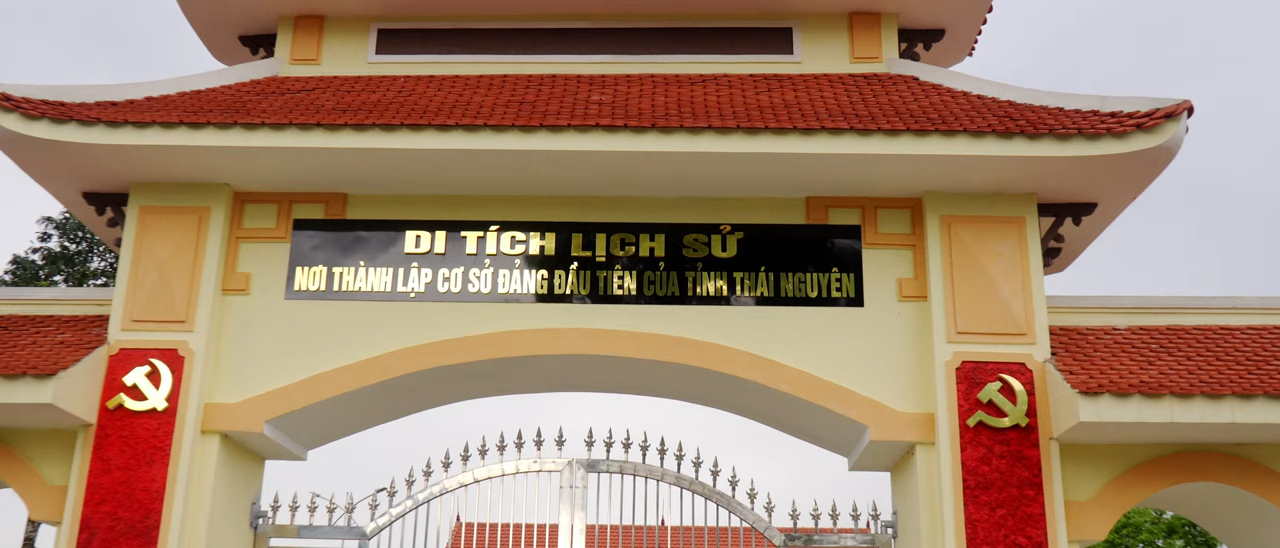 DI TÍCH LỊCH SỬ
NƠI THÀNH LẬP CƠ SỞ ĐẢNG ĐẦU TIÊN CỦA TỈNH THÁI NGUYÊN